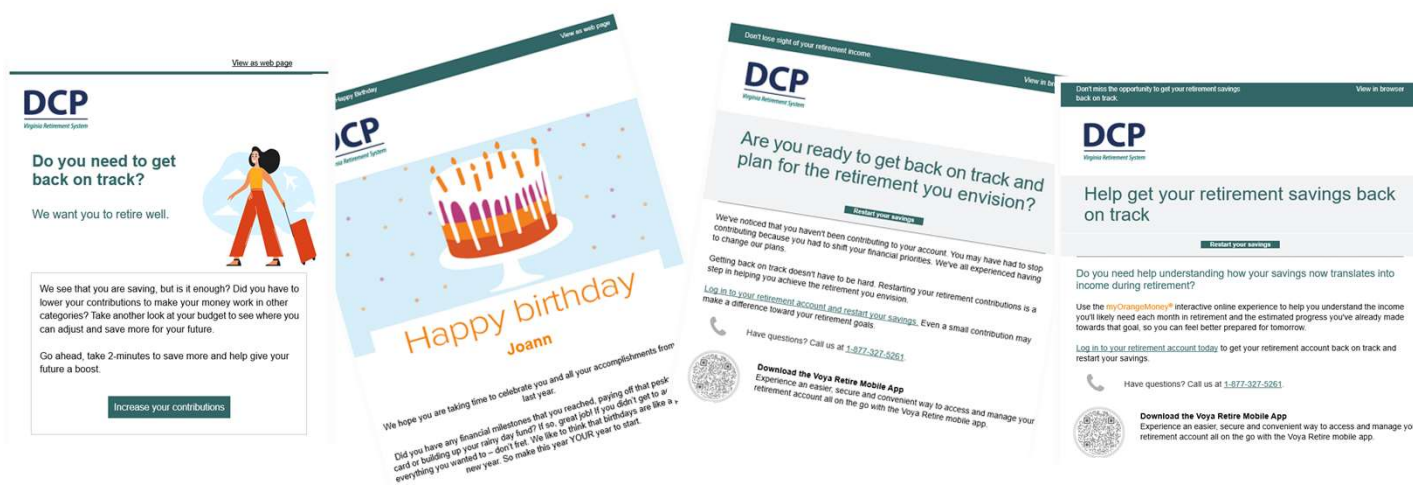 View as web page
DCP
Virginia Retirement System
Do you need to get
back on track?
We want you to retire well.
We see that you are saving, but is it enough? Did you have to
lower your contributions to make your money work in other
categories? Take another look at your budget to see where you
can adjust and save more for your future.
Go ahead, take 2-minutes to save more and help give your
future a boost.
Increase your contributions
Happy Birthday
View as web page
DCP
Retirement System
Happy birthday
Joann
We hope you are taking time to celebrate you and all your accomplishments from
last year.
Did you have any financial milestones that you reached, paying off that pesk
card or building up your rainy day fund? If so, great job! If you didn't get to a
everything you wanted to – don't fret. We like to think that birthdays are like a
new year. So make this year YOUR year to start.
Don't lose sight of your retirement income
View in br
DCP
Virginia Retirement System
Are you ready to get back on track and
plan for the retirement you envision?
Restart your savings
We've noticed that you haven't been contributing to your account. You may have had to stop
contributing because you had to shift your financial priorities. We've all experienced having
to change our plans.
Getting back on track doesn't have to be hard. Restarting your retirement contributions is a
step in helping you achieve the retirement you envision.
Log in to your retirement account and restart your savings. Even a small contribution may
make a difference toward your retirement goals.
Have questions? Call us at 1-877-327-5261.
Download the Voya Retire Mobile App
Experience an easier, secure and convenient way to access and manage your
retirement account all on the go with the Voya Retire mobile app.
Don't miss the opportunity to get your retirement savings
back on track.
View in browser
DCP
Virginia Retirement System
Help get your retirement savings back
on track
Restart your savings
Do you need help understanding how your savings now translates into
income during retirement?
Use the myOrangeMoney® interactive online experience to help you understand the income
you'll likely need each month in retirement and the estimated progress you've already made
towards that goal, so you can feel better prepared for tomorrow.
Log in to your retirement account today to get your retirement account back on track and
restart your savings.
Have questions? Call us at 1-877-327-5261.
Download the Voya Retire Mobile App
Experience an easier, secure and convenient way to access and manage yo
retirement account all on the go with the Voya Retire mobile app.